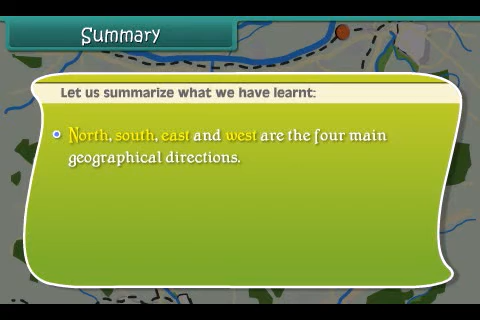 Summary
Let us summarize what we have learnt:
North, south, east and west are the four main
geographical directions.